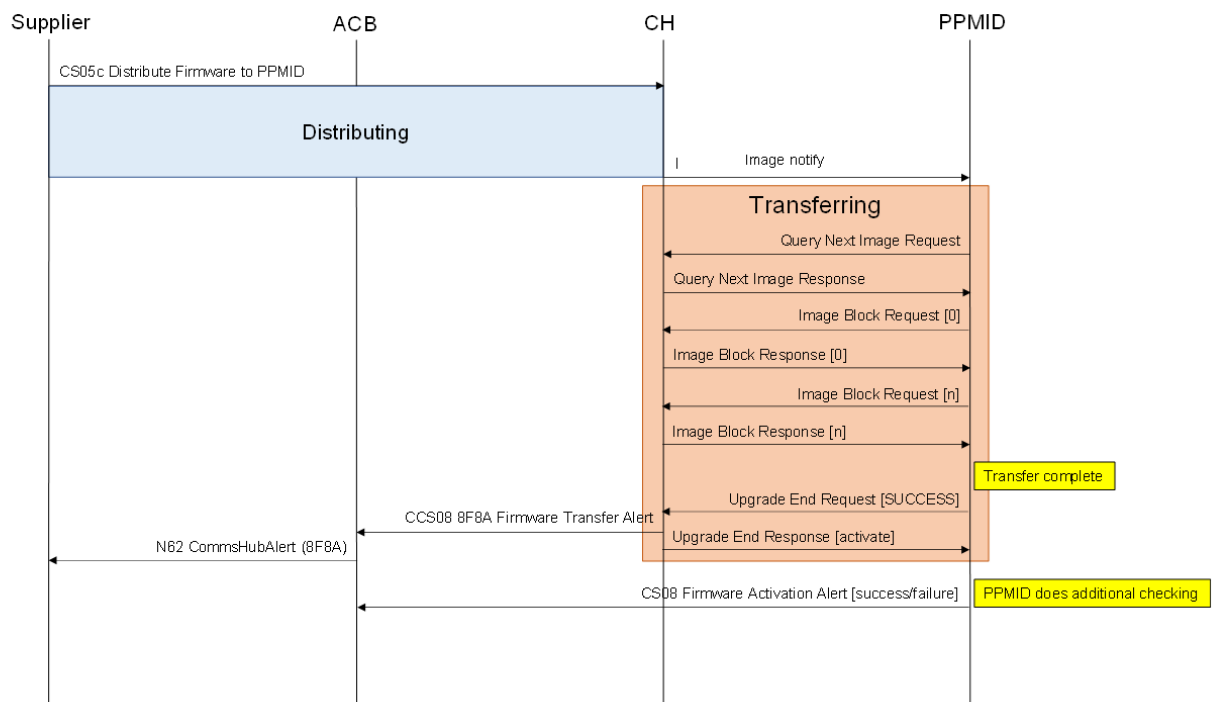 Supplier
ACB
CH
PPMID
CS05c Distribute Firmware to PPMID
Distributing
I
Image notify
Transferring
Query Next Image Request
Query Next Image Response
Image Block Request [0]
Image Block Response [0]
Image Block Request [n]
Image Block Response [n]
Transfer complete
Upgrade End Request [SUCCESS]
CCS08 8F8A Firmware Transfer Alert
Upgrade End Response [activate]
N62 CommsHubAlert (8F8A)
CS08 Firmware Activation Alert [success/failure]
PPMID does additional checking